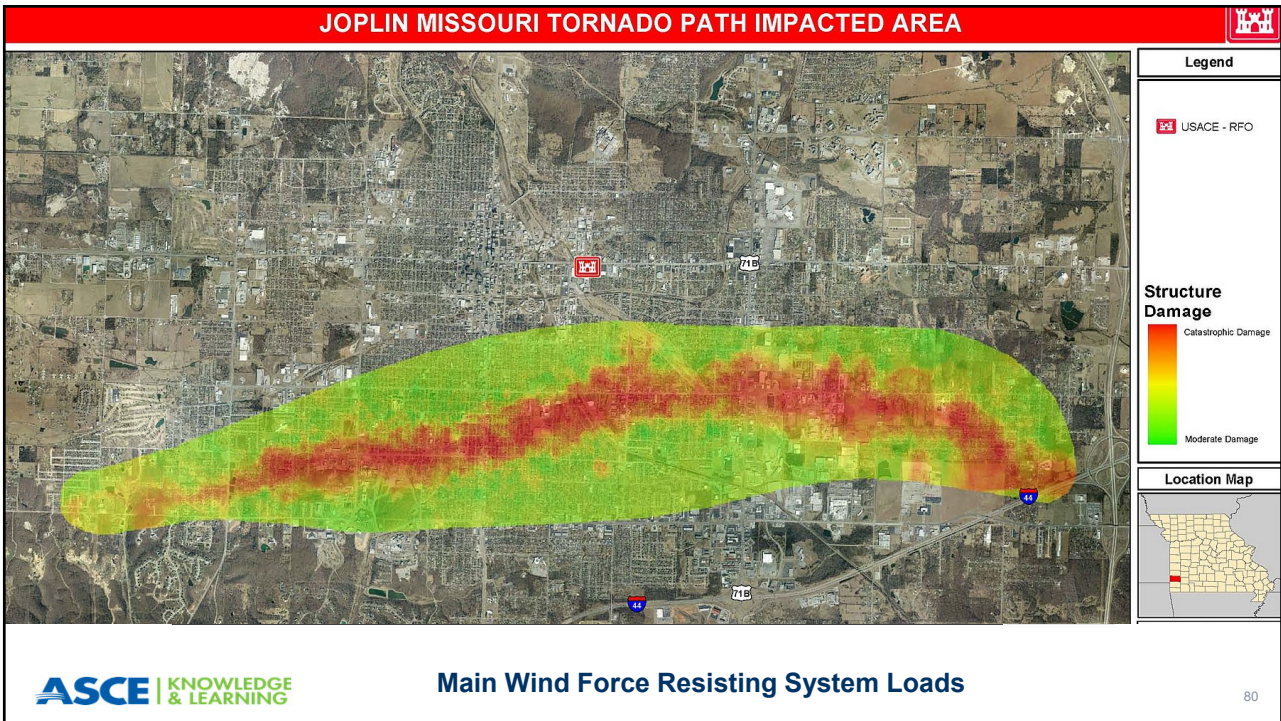 JOPLIN MISSOURI TORNADO PATH IMPACTED AREA
Legend
USACE - RFO
71B
Structure
Damage
Catastrophic Damage
Moderate Damage
Location Map
44
71B
44
ASCE | KNOWLEDGE
& LEARNING
Main Wind Force Resisting System Loads
80